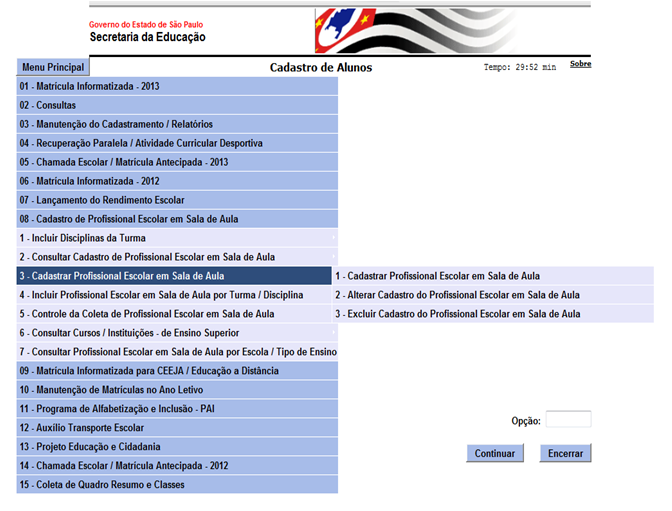 Governo do Estado de São Paulo
Secretaria da Educação
Menu Principal
Cadastro de Alunos
Tempo: 29:52 min
Sobre
01 - Matrícula Informatizada - 2013
02 - Consultas
03 - Manutenção do Cadastramento / Relatórios
04 - Recuperação Paralela / Atividade Curricular Desportiva
05 - Chamada Escolar / Matrícula Antecipada - 2013
06 - Matrícula Informatizada - 2012
07 - Lançamento do Rendimento Escolar
08 - Cadastro de Profissional Escolar em Sala de Aula
1 - Incluir Disciplinas da Turma
2 - Consultar Cadastro de Profissional Escolar em Sala de Aula
3 - Cadastrar Profissional Escolar em Sala de Aula
1 - Cadastrar Profissional Escolar em Sala de Aula
4 - Incluir Profissional Escolar em Sala de Aula por Turma / Disciplina
2 - Alterar Cadastro do Profissional Escolar em Sala de Aula
5 - Controle da Coleta de Profissional Escolar em Sala de Aula
3 - Excluir Cadastro do Profissional Escolar em Sala de Aula
6 - Consultar Cursos / Instituições - de Ensino Superior
7 - Consultar Profissional Escolar em Sala de Aula por Escola / Tipo de Ensino
09 - Matrícula Informatizada para CEEJA / Educação a Distância
10 - Manutenção de Matrículas no Ano Letivo
11 - Programa de Alfabetização e Inclusão - PAI
12 - Auxílio Transporte Escolar
13 - Projeto Educação e Cidadania
14 - Chamada Escolar / Matrícula Antecipada - 2012
15 - Coleta de Quadro Resumo e Classes
Opção:
Continuar
Encerrar